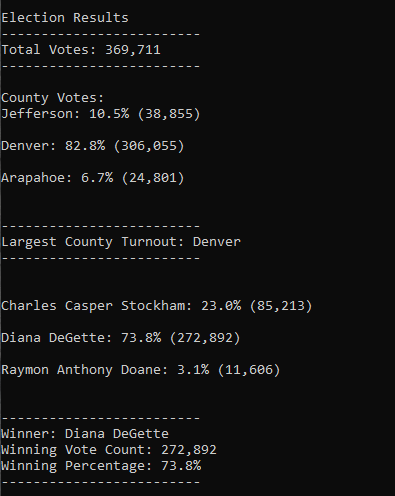 Election Results
-------------------------
Total Votes: 369,711
-------------------------
County Votes:
Jefferson: 10.5% (38,855)
Denver: 82.8% (306,055)
Arapahoe: 6.7% (24,801)
-------------------------
Largest County Turnout: Denver
-------------------------
Charles Casper Stockham: 23.0% (85,213)
Diana DeGette: 73.8% (272,892)
Raymon Anthony Doane: 3.1% (11,606)
-------------------------
Winner: Diana DeGette
Winning Vote Count: 272,892
Winning Percentage: 73.8%
-------------------------